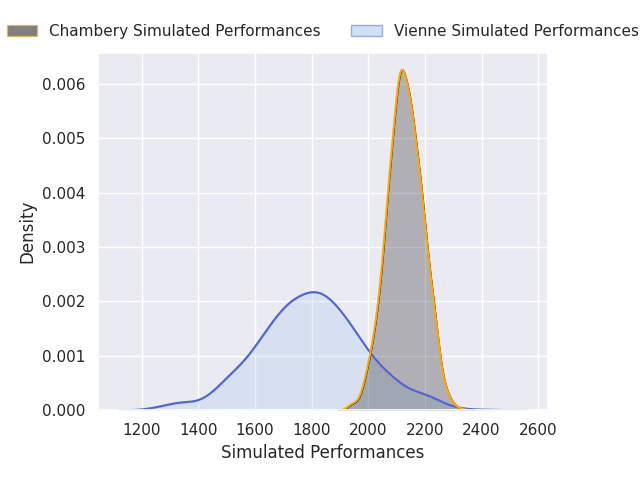 Chambery Simulated Performances
Vienne Simulated Performances
0.006
0.005
0.004
0.003
0.002
0.001
0.000
Density
1200 1400 1600 1800 2000 2200 2400 2600
Simulated Performances